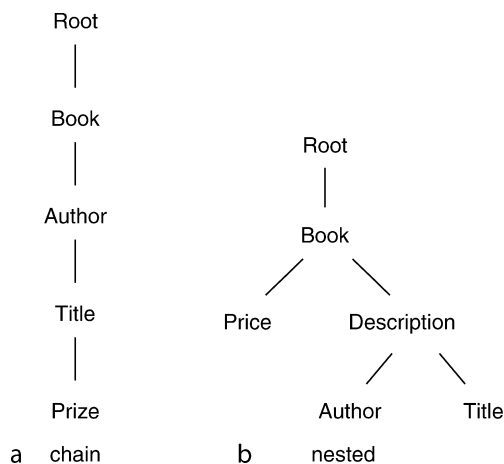 Root
Book
Author
Title
Prize
a chain
Root
Book
Price Description
Author Title
b nested